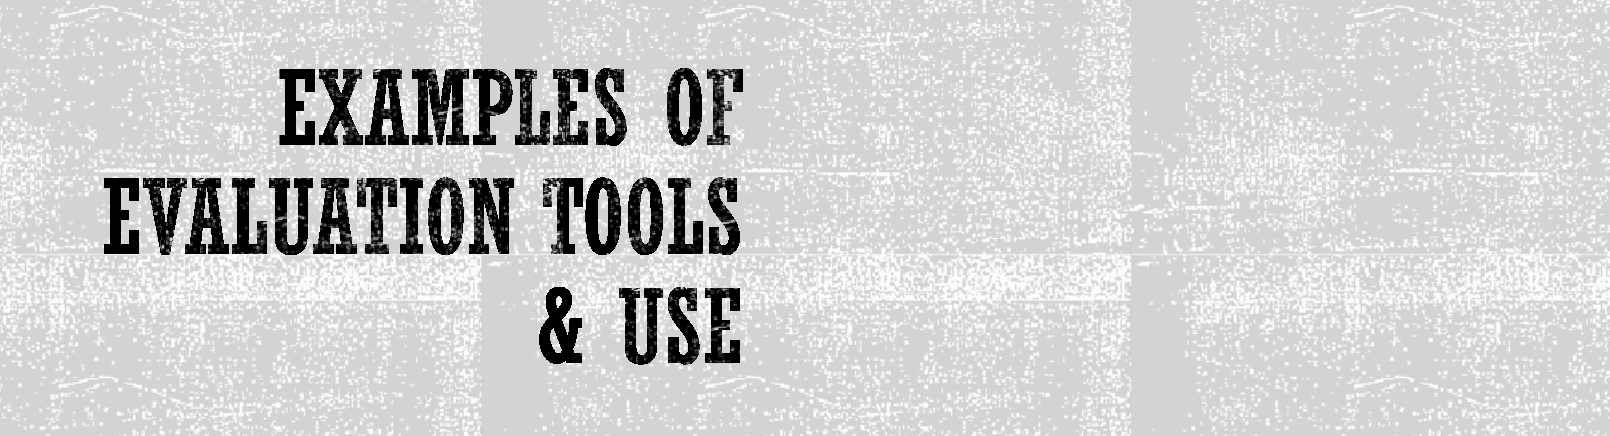 EXAMPLES OF
EVALUATION TOOLS
& USE